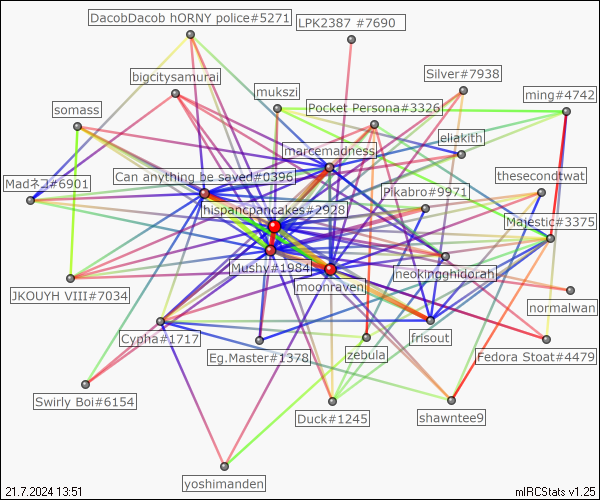 DacobDacob hORNY police#5271
LPK2387 #7690
bigcitysamurai
Silver#7938
mukszi
ming#4742
somass
Pocket Persona#3326
eliakith
marcemadness
Can anything be saved#0396
thesecondtwat
Madネコ#6901
Pikabro#9971
hispancpancakes#2928
Majestic#3375
Mushy#1984
neokingghidorah
moonraven
JKOUYH VIII#7034
normalwan
Cypha#1717
frisout
Eg.Master#1378
zebula
Fedora Stoat#4479
Swirly Boi#6154
Duck#1245
shawntee9
yoshimanden
21.7.2024 13:51
mIRCStats v1.25